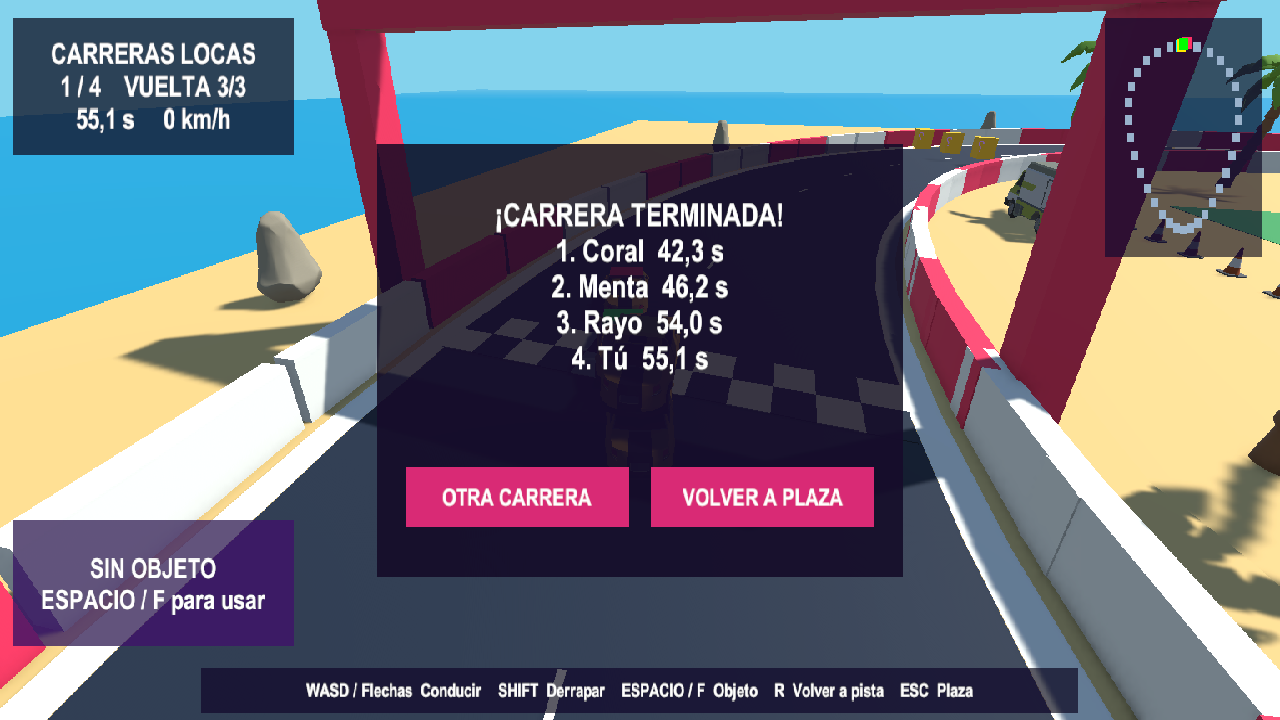 CARRERAS LOCAS
1 / 4 VUELTA 3/3
55,1 s 0 km/h
¡CARRERA TERMINADA!
1. Coral 42,3 s
2. Menta 46,2 s
3. Rayo 54,0 s
4. Tú 55,1 s
OTRA CARRERA
VOLVER A PLAZA
SIN OBJETO
ESPACIO / F para usar
WASD / Flechas Conducir SHIFT Derrapar ESPACIO / F Objeto R Volver a pista ESC Plaza